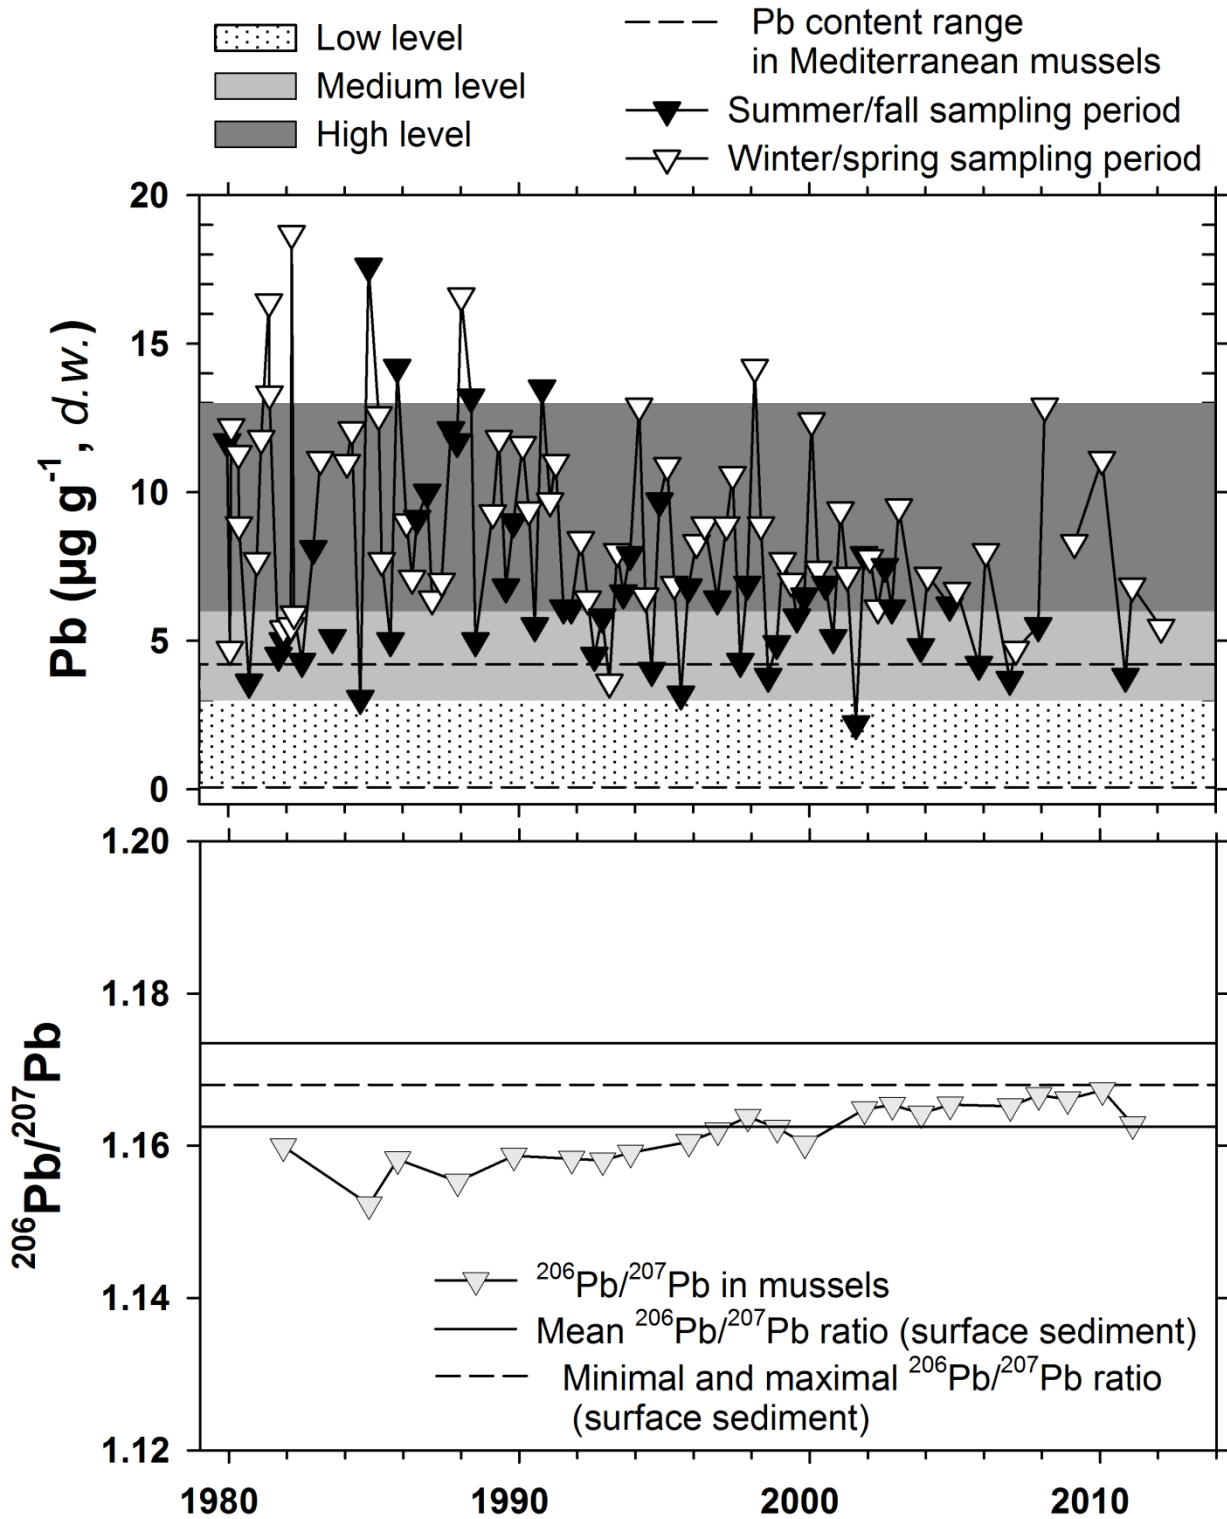 Low level
Medium level
High level
Pb content range
in Mediterranean mussels
Summer/fall sampling period
Winter/spring sampling period
Pb (µg g⁻¹, d.w.)
20
15
10
5
0
²⁰⁶Pb/²⁰⁷Pb
1.20
1.18
1.16
1.14
1.12
²⁰⁶Pb/²⁰⁷Pb in mussels
Mean ²⁰⁶Pb/²⁰⁷Pb ratio (surface sediment)
Minimal and maximal ²⁰⁶Pb/²⁰⁷Pb ratio
(surface sediment)
1980 1990 2000 2010